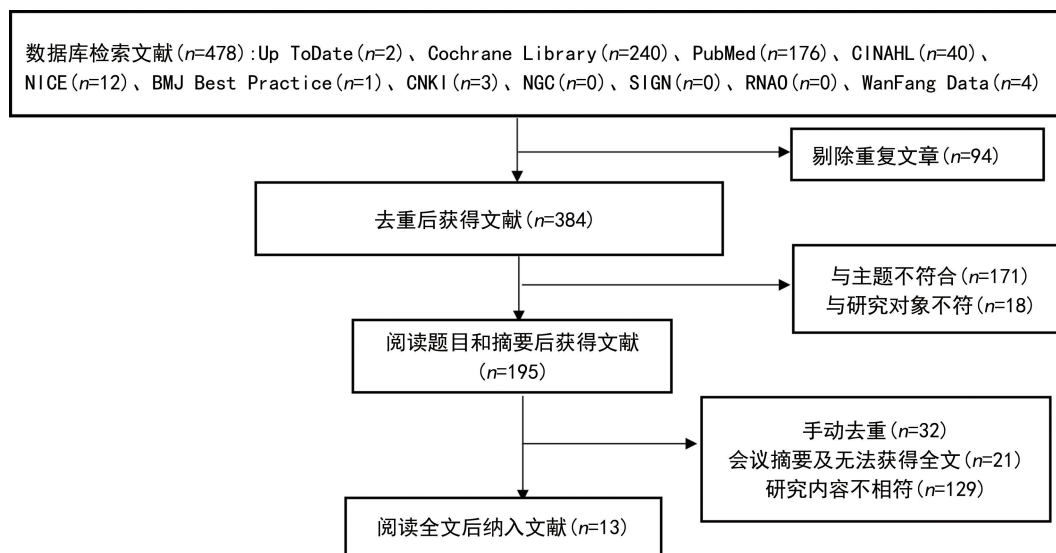 数据库检索文献(n=478):Up ToDate(n=2)、Cochrane Library(n=240)、PubMed(n=176)、CINAHL(n=40)、
NICE(n=12)、BMJ Best Practice(n=1)、CNKI(n=3)、NGC(n=0)、SIGN(n=0)、RNAO(n=0)、WanFang Data(n=4)
剔除重复文章(n=94)
去重后获得文献(n=384)
与主题不符合(n=171)
与研究对象不符(n=18)
阅读题目和摘要后获得文献
(n=195)
手动去重(n=32)
会议摘要及无法获得全文(n=21)
研究内容不相符(n=129)
阅读全文后纳入文献(n=13)